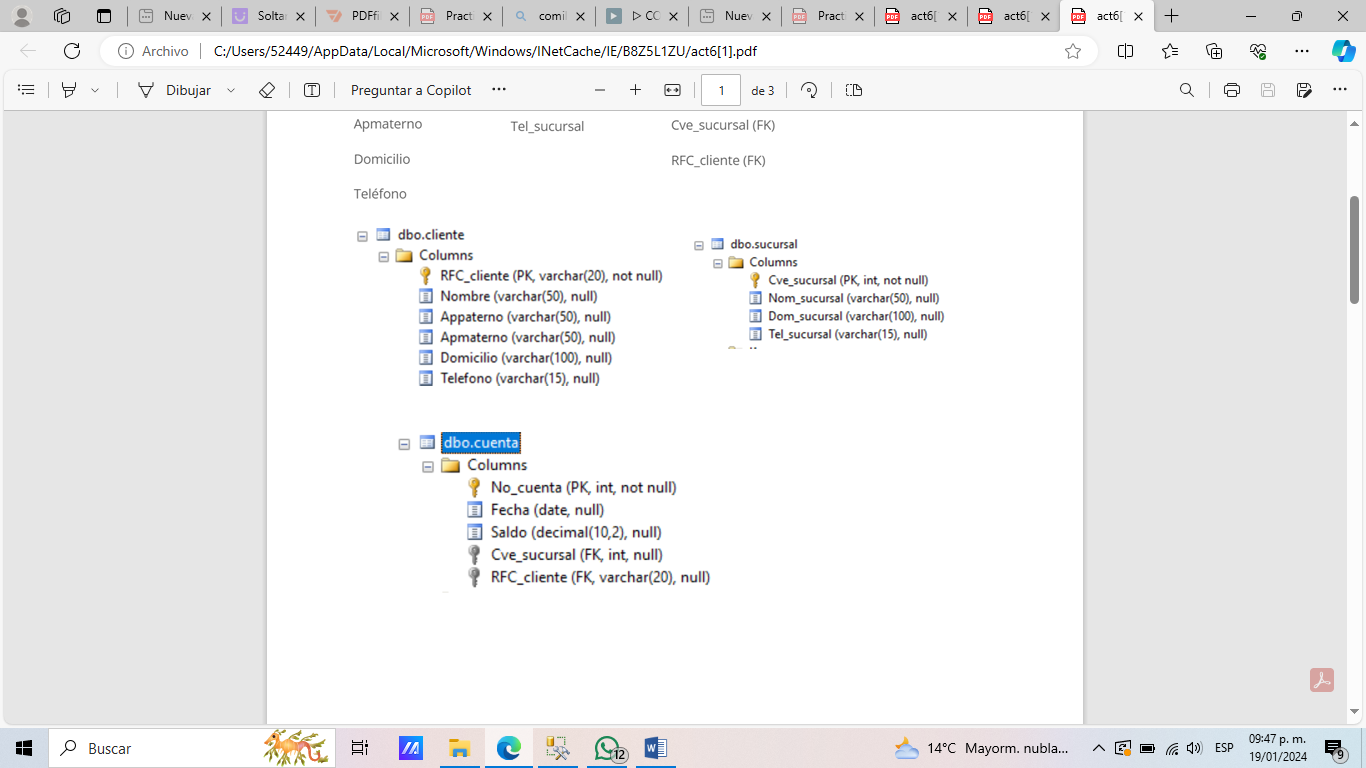 Nueva
Soltar
PDFfi
Pract
comil
▷ CC
Nuev
Practi
act6[
act6[
act6[
Archivo
C:/Users/52449/AppData/Local/Microsoft/Windows/INetCache/IE/B8Z5L1ZU/act6[1].pdf
Dibujar
Preguntar a Copilot
1
de 3
Apmaterno Tel_sucursal Cve_sucursal (FK)
Domicilio RFC_cliente (FK)
Teléfono
dbo.cliente
Columns
RFC_cliente (PK, varchar(20), not null)
Nombre (varchar(50), null)
Appaterno (varchar(50), null)
Apmaterno (varchar(50), null)
Domicilio (varchar(100), null)
Telefono (varchar(15), null)
dbo.sucursal
Columns
Cve_sucursal (PK, int, not null)
Nom_sucursal (varchar(50), null)
Dom_sucursal (varchar(100), null)
Tel_sucursal (varchar(15), null)
dbo.cuenta
Columns
No_cuenta (PK, int, not null)
Fecha (date, null)
Saldo (decimal(10,2), null)
Cve_sucursal (FK, int, null)
RFC_cliente (FK, varchar(20), null)
Buscar
12
14°C Mayorm. nubla...
ESP
09:47 p. m.
19/01/2024
9